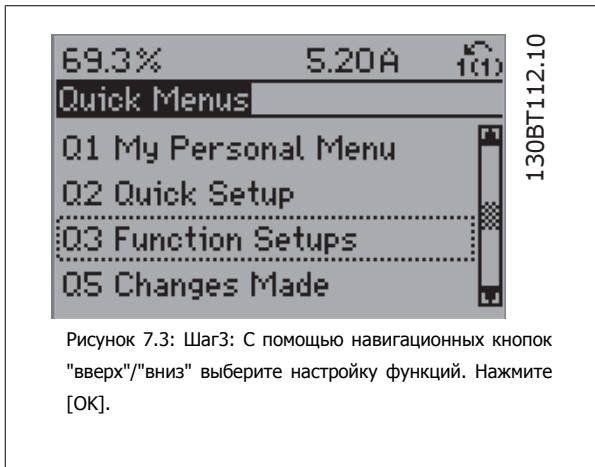 69.3% 5.20A 1(1)
Quick Menus
Q1 My Personal Menu
Q2 Quick Setup
Q3 Function Setups
Q5 Changes Made
130BT112.10
Рисунок 7.3: Шаг3: С помощью навигационных кнопок
"вверх"/"вниз" выберите настройку функций. Нажмите
[OK].